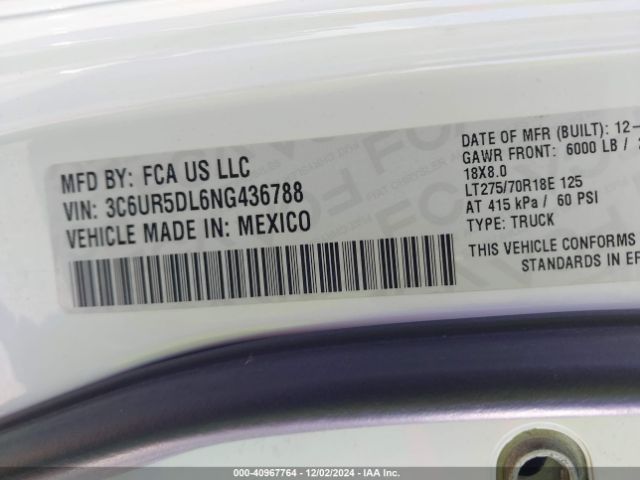 MFD BY: FCA US LLC
VIN: 3C6UR5DL6NG436788
VEHICLE MADE IN: MEXICO
DATE OF MFR (BUILT): 12-
GAWR FRONT: 6000 LB /
18X8.0
LT275/70R18E 125
AT 415 kPa / 60 PSI
TYPE: TRUCK
THIS VEHICLE CONFORMS
STANDARDS IN EF
000-40967764 - 12/02/2024 - IAA Inc.